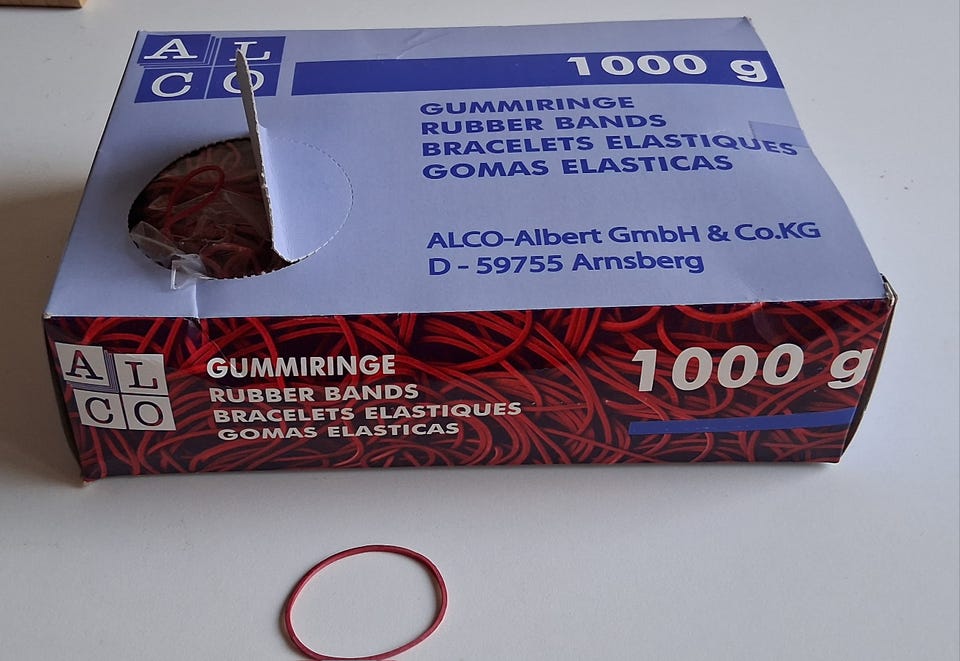 AL
CO
1000 g
GUMMIRINGE
RUBBER BANDS
BRACELETS ELASTIQUES
GOMAS ELASTICAS
ALCO-Albert GmbH & Co.KG
D - 59755 Arnsberg
AL
CO
GUMMIRINGE
RUBBER BANDS
BRACELETS ELASTIQUES
GOMAS ELASTICAS
1000 g